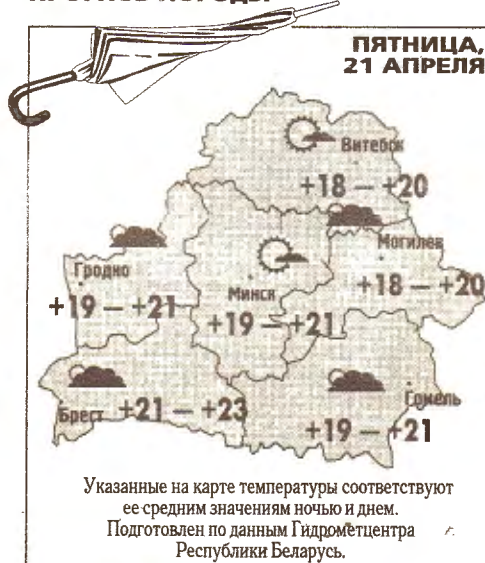 ПЯТНИЦА,
21 АПРЕЛЯ
Витебск
+18 – +20
Могилев
+18 – +20
Гродно
+19 – +21
Минск
+19 – +21
Брест +21 – +23
Гомель
+19 – +21
Указанные на карте температуры соответствуют
ее средним значениям ночью и днем.
Подготовлен по данным Гидрометцентра
Республики Беларусь.